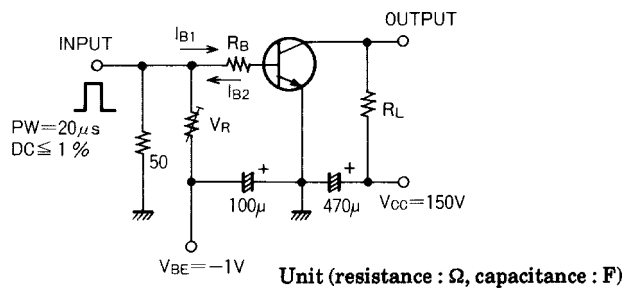 INPUT
OUTPUT
IB1
RB
IB2
VR
RL
PW=20μs
DC≦1%
50
100μ
+
470μ
+
VCC=150V
VBE=−1V
Unit (resistance : Ω, capacitance : F)